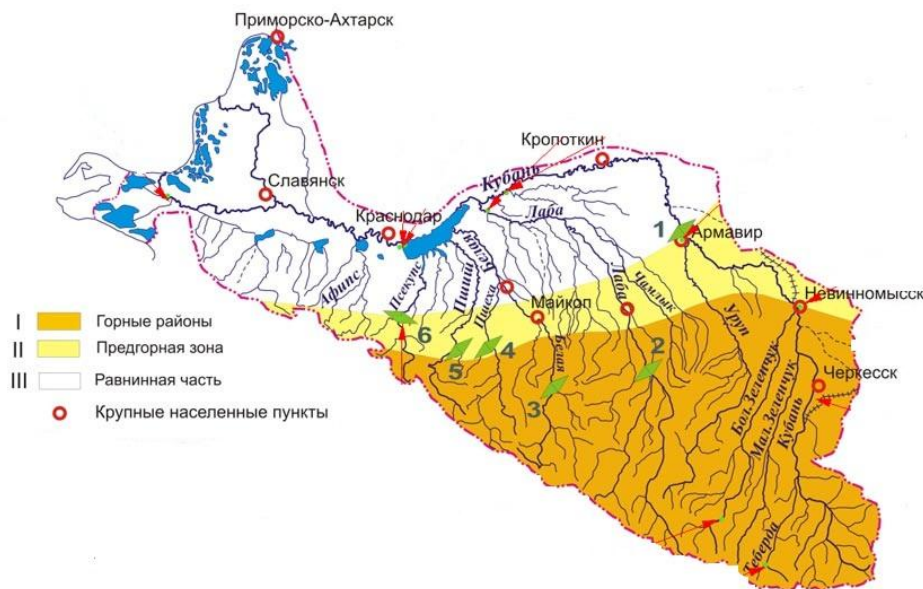 Приморско-Ахтарск
Кропоткин
Славянск
Кубань
Краснодар
Лаба
1
Армавир
Афипс
Псекупс
Пшиш
Пшеха
Белая
Майкоп
Лаба
Чамлык
Уруп
Невинномысск
I Горные районы
II Предгорная зона
III Равнинная часть
Крупные населенные пункты
6
5
4
Белая
3
2
Бол.Зеленчук
Мал.Зеленчук
Кубань
Черкесск
Теберда